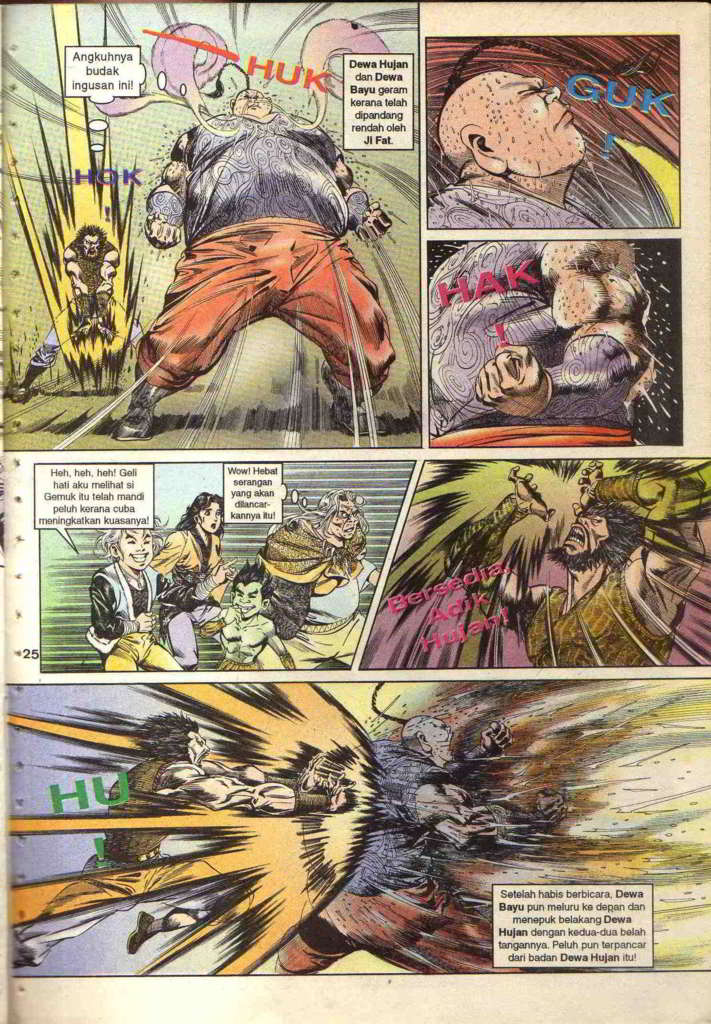 Angkuhnya
budak
ingusan ini!
HUK
Dewa Hujan
dan Dewa
Bayu geram
kerana telah
dipandang
rendah oleh
Ji Fat.
HOK
!
GUK
!
HAK
!
Heh, heh, heh! Geli
hati aku melihat si
Gemuk itu telah mandi
peluh kerana cuba
meningkatkan kuasanya!
Wow! Hebat
serangan
yang akan
dilancar-
kannya itu!
Bersedia,
Adik
Hujan!
25
HU
!
Setelah habis berbicara, Dewa
Bayu pun meluru ke depan dan
menepuk belakang Dewa
Hujan dengan kedua-dua belah
tangannya. Peluh pun terpancar
dari badan Dewa Hujan itu!